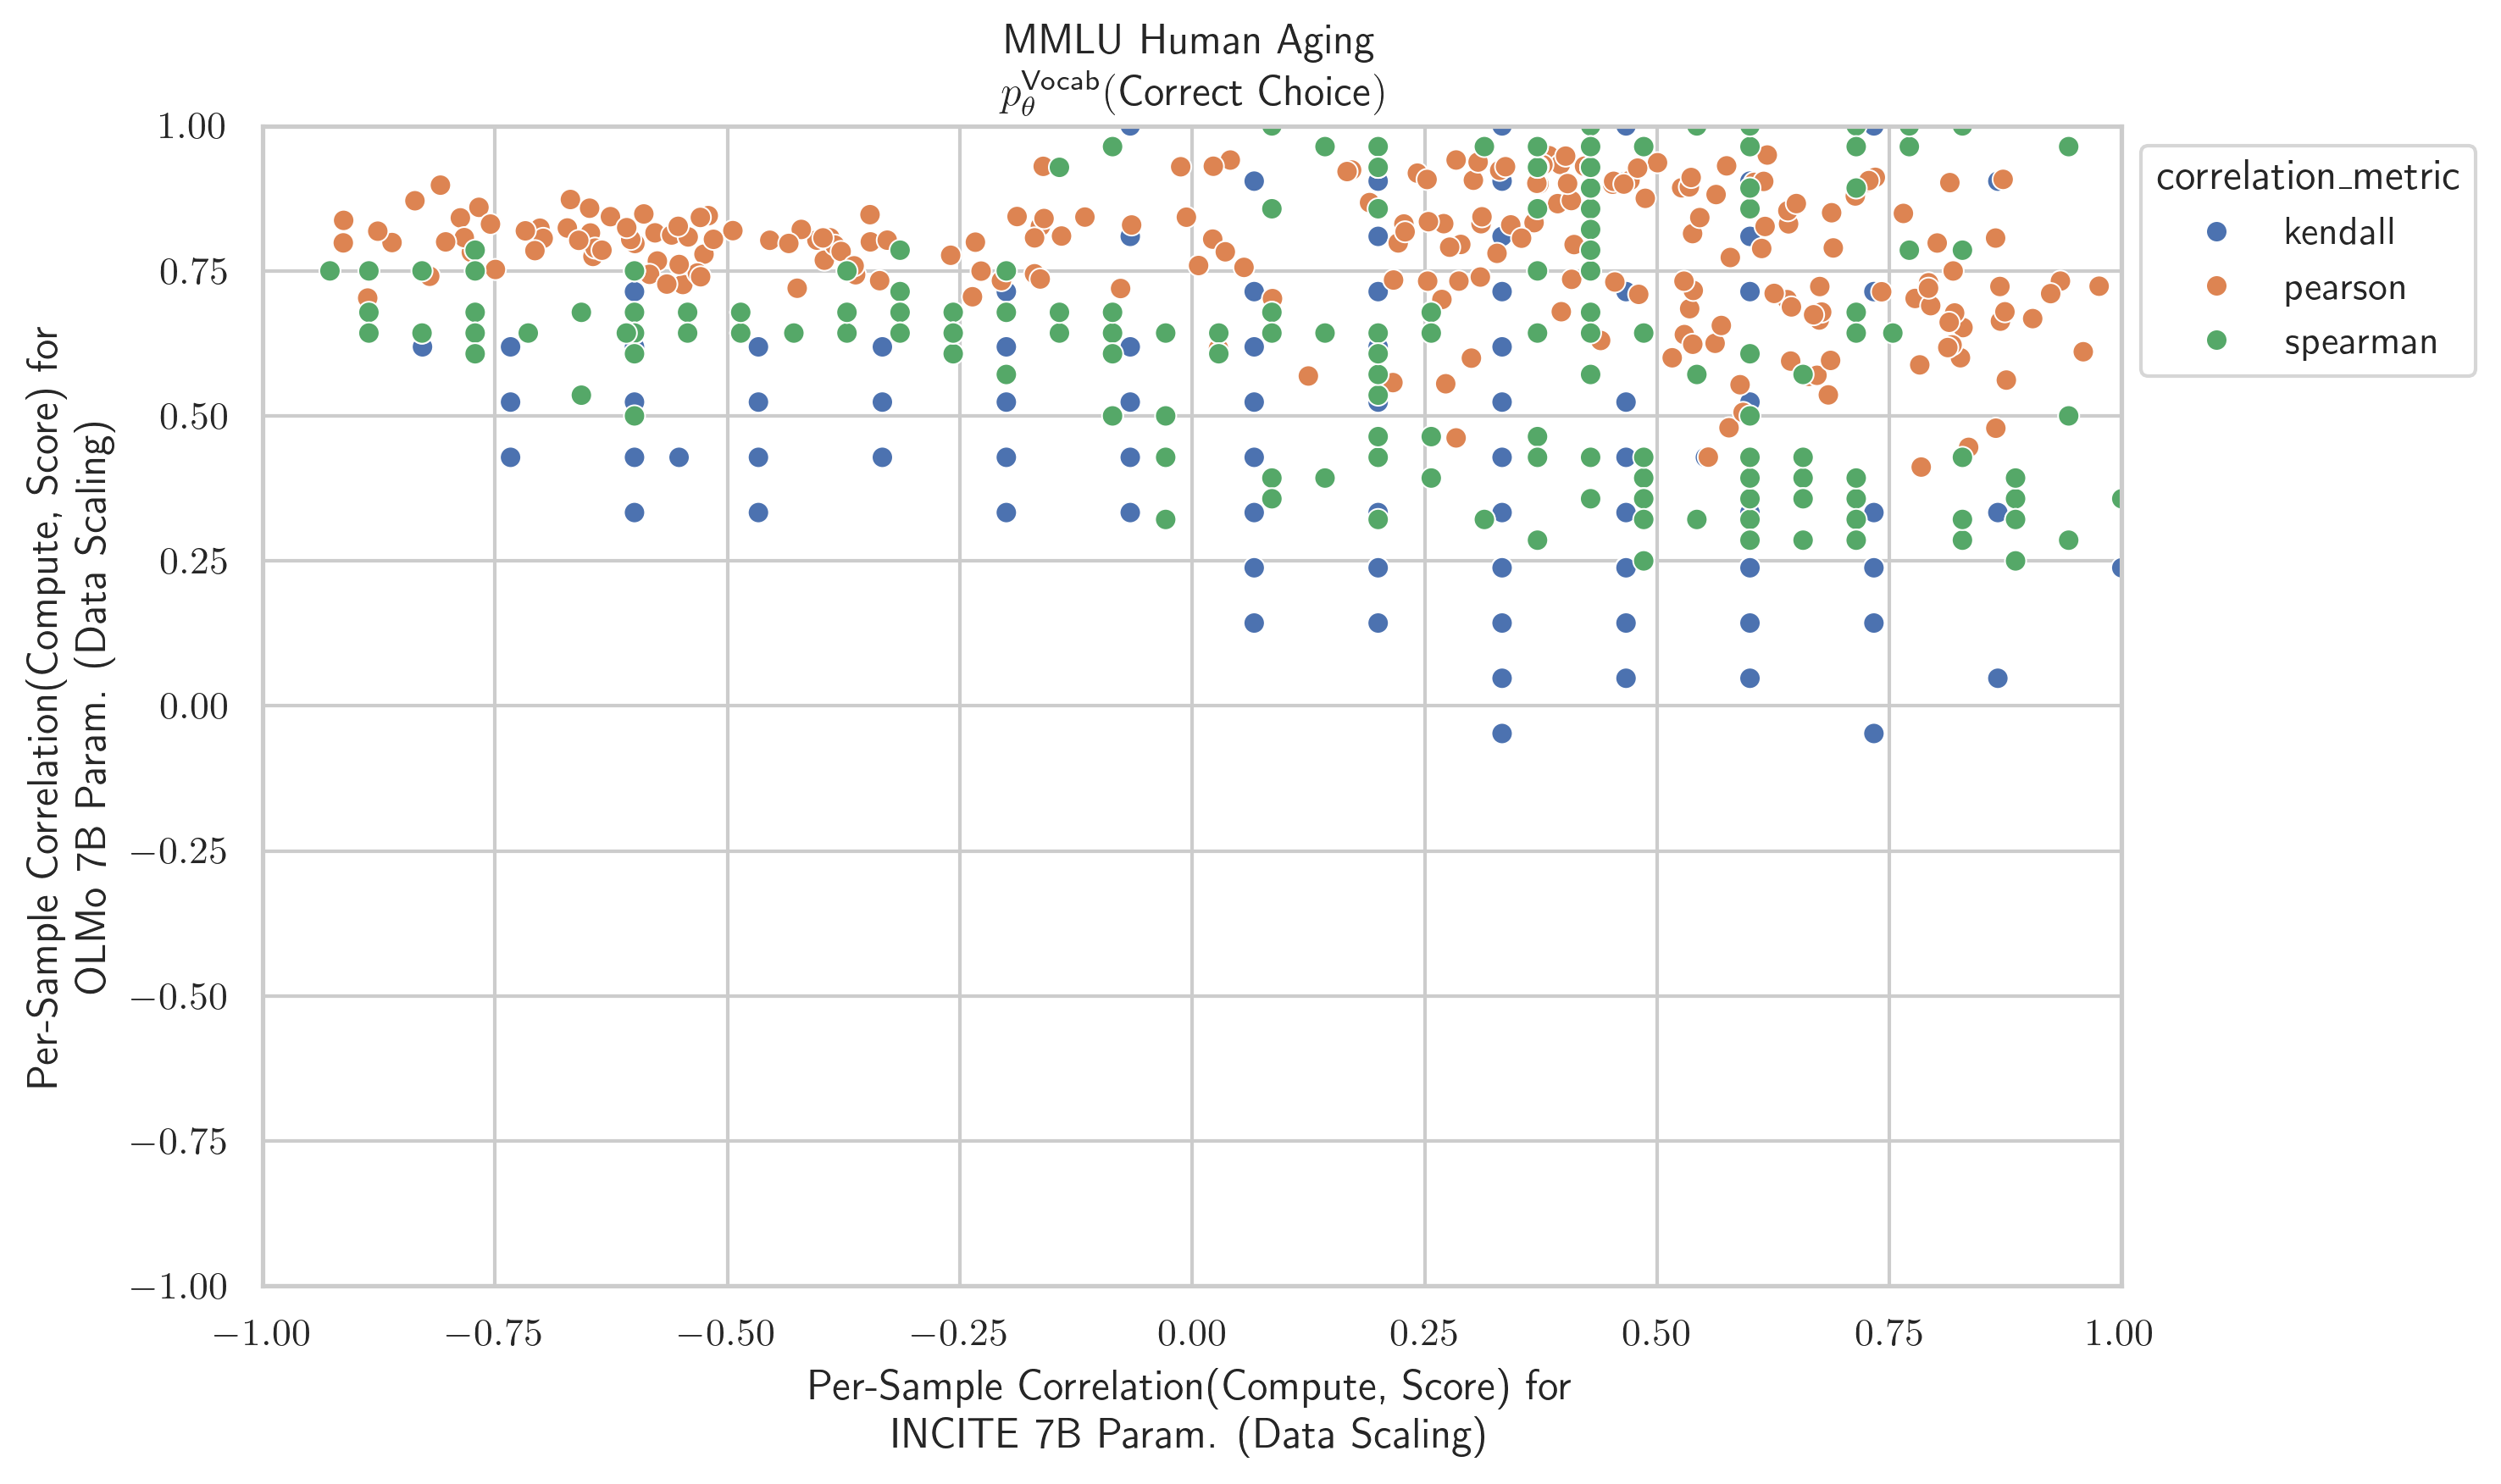 MMLU Human Aging
p_θ^Vocab(Correct Choice)
Per-Sample Correlation(Compute, Score) for
OLMo 7B Param. (Data Scaling)
1.00
0.75
0.50
0.25
0.00
−0.25
−0.50
−0.75
−1.00
−1.00 −0.75 −0.50 −0.25 0.00 0.25 0.50 0.75 1.00
Per-Sample Correlation(Compute, Score) for
INCITE 7B Param. (Data Scaling)
correlation_metric
kendall
pearson
spearman